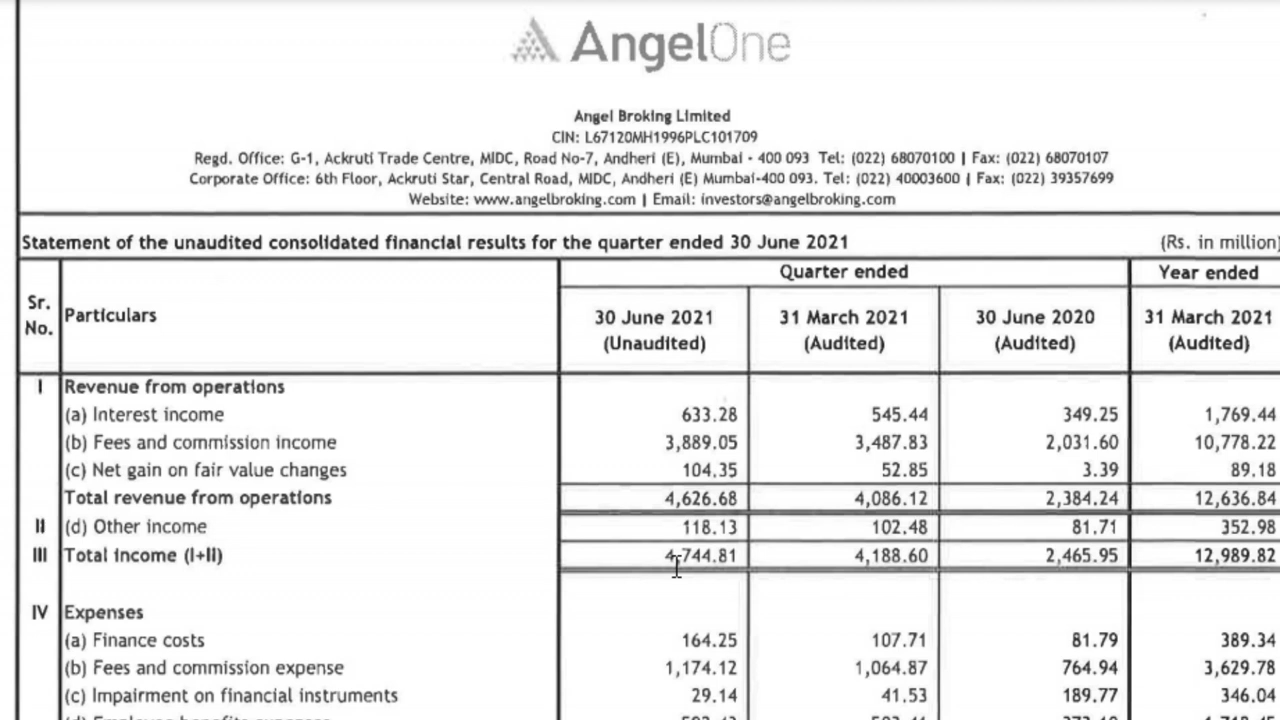 AngelOne
Angel Broking Limited
CIN: L67120MH1996PLC101709
Regd. Office: G-1, Ackruti Trade Centre, MIDC, Road No-7, Andheri (E), Mumbai - 400 093 Tel: (022) 68070100 | Fax: (022) 68070107
Corporate Office: 6th Floor, Ackruti Star, Central Road, MIDC, Andheri (E) Mumbai-400 093. Tel: (022) 40003600 | Fax: (022) 39357699
Website: www.angelbroking.com | Email: investors@angelbroking.com
Statement of the unaudited consolidated financial results for the quarter ended 30 June 2021 (Rs. in million)
Quarter ended Year ended
Sr. No. Particulars 30 June 2021 (Unaudited) 31 March 2021 (Audited) 30 June 2020 (Audited) 31 March 2021 (Audited)
I Revenue from operations
(a) Interest income 633.28 545.44 349.25 1,769.44
(b) Fees and commission income 3,889.05 3,487.83 2,031.60 10,778.22
(c) Net gain on fair value changes 104.35 52.85 3.39 89.18
Total revenue from operations 4,626.68 4,086.12 2,384.24 12,636.84
II (d) Other income 118.13 102.48 81.71 352.98
III Total income (I+II) 4,744.81 4,188.60 2,465.95 12,989.82
IV Expenses
(a) Finance costs 164.25 107.71 81.79 389.34
(b) Fees and commission expense 1,174.12 1,064.87 764.94 3,629.78
(c) Impairment on financial instruments 29.14 41.53 189.77 346.04